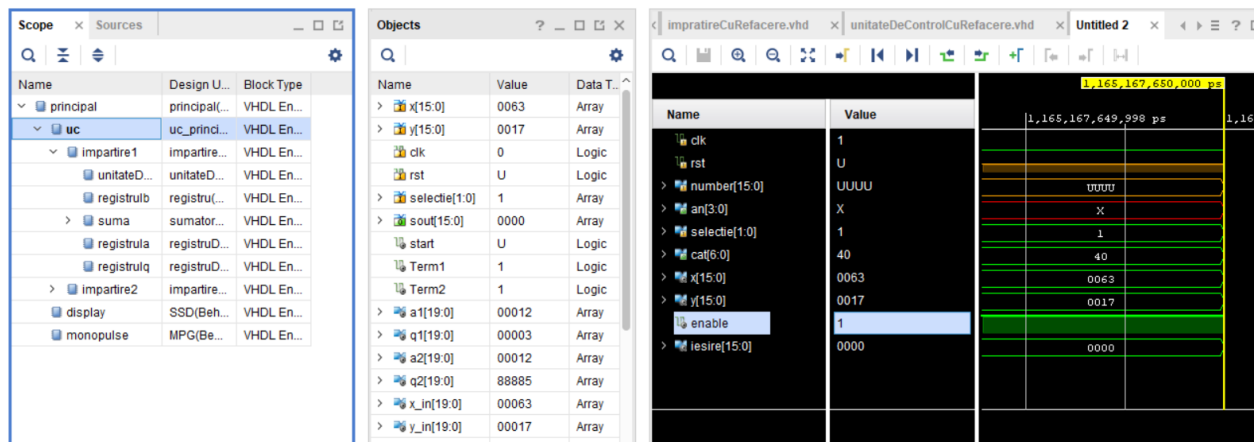 Scope × Sources
Name Design U... Block Type
principal principal(... VHDL En...
uc uc_princi... VHDL En...
impartire1 impartire... VHDL En...
unitateD... unitateD... VHDL En...
registrulb registru(... VHDL En...
suma sumator... VHDL En...
registrula registruD... VHDL En...
registrulq registruD... VHDL En...
impartire2 impartire... VHDL En...
display SSD(Beh... VHDL En...
monopulse MPG(Be... VHDL En...
Objects ?
Name Value Data T..
x[15:0] 0063 Array
y[15:0] 0017 Array
clk 0 Logic
rst U Logic
selectie[1:0] 1 Array
sout[15:0] 0000 Array
start U Logic
Term1 1 Logic
Term2 1 Logic
a1[19:0] 00012 Array
q1[19:0] 00003 Array
a2[19:0] 00012 Array
q2[19:0] 88885 Array
x_in[19:0] 00063 Array
y_in[19:0] 00017 Array
impratireCuRefacere.vhd × unitateDeControlCuRefacere.vhd × Untitled 2 × ?
Name Value
clk 1
rst U
number[15:0] UUUU
an[3:0] X
selectie[1:0] 1
cat[6:0] 40
x[15:0] 0063
y[15:0] 0017
enable 1
iesire[15:0] 0000
1,165,167,650,000 ps
1,165,167,649,998 ps 1,16
UUUU
X
1
40
0063
0017
0000